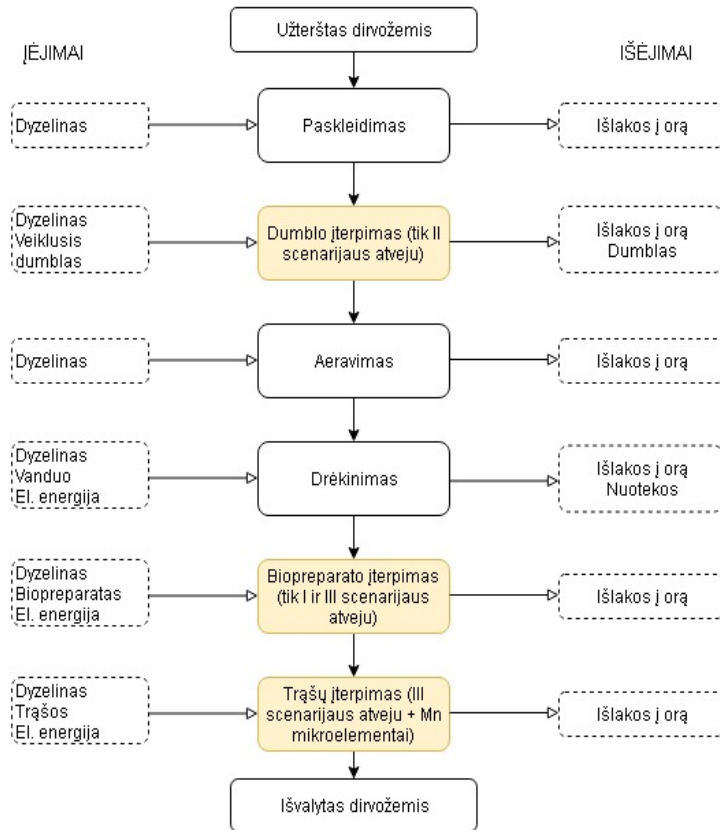 Užterštas dirvožemis
ĮĖJIMAI
IŠĖJIMAI
Dyzelinas
Paskleidimas
Išlakos į orą
Dyzelinas
Veiklusis
dumblas
Dumblo įterpimas (tik II
scenarijaus atveju)
Išlakos į orą
Dumblas
Dyzelinas
Aeravimas
Išlakos į orą
Dyzelinas
Vanduo
El. energija
Drėkinimas
Išlakos į orą
Nuotekos
Dyzelinas
Biopreparatas
El. energija
Biopreparato įterpimas
(tik I ir III scenarijaus
atveju)
Išlakos į orą
Dyzelinas
Trąšos
El. energija
Trąšų įterpimas (III
scenarijaus atveju + Mn
mikroelementai)
Išlakos į orą
Išvalytas dirvožemis